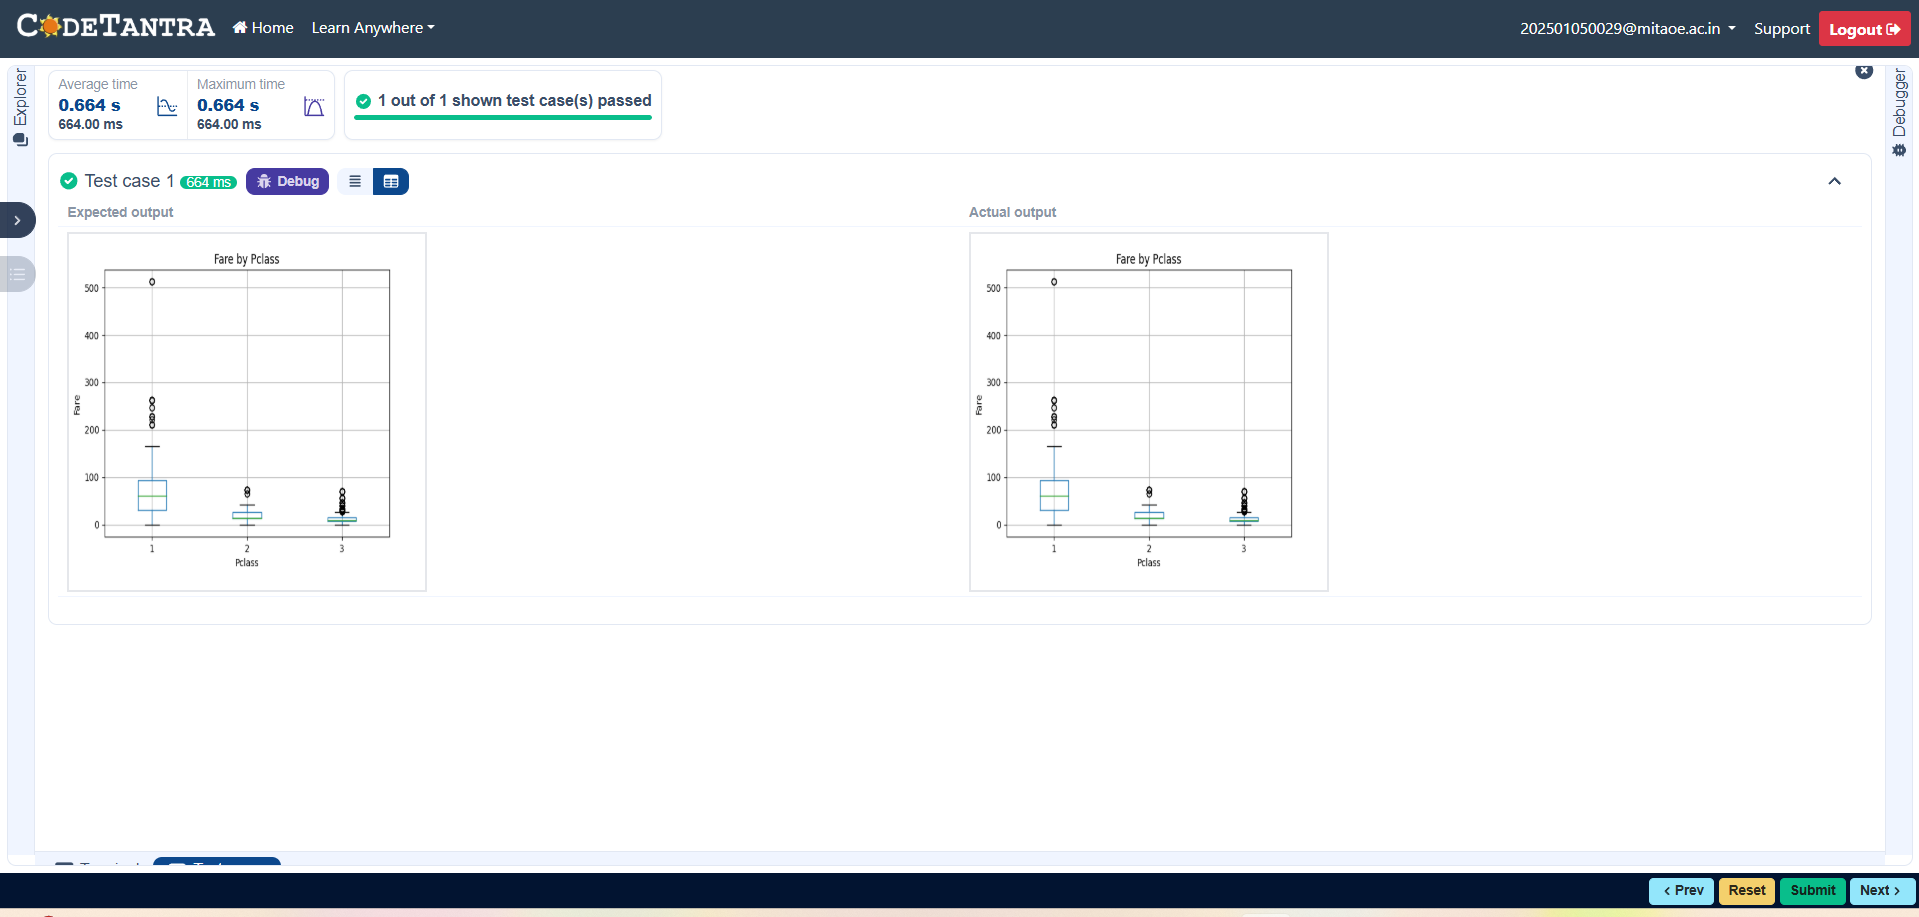 CODETANTRA Home Learn Anywhere 202501050029@mitaoe.ac.in Support Logout
Explorer
Debugger
Average time
0.664 s
664.00 ms
Maximum time
0.664 s
664.00 ms
1 out of 1 shown test case(s) passed
Test case 1 664 ms Debug
Expected output
Fare by Pclass
500
400
300
200
100
0
Fare
1 2 3
Pclass
Actual output
Fare by Pclass
500
400
300
200
100
0
Fare
1 2 3
Pclass
< Prev Reset Submit Next >